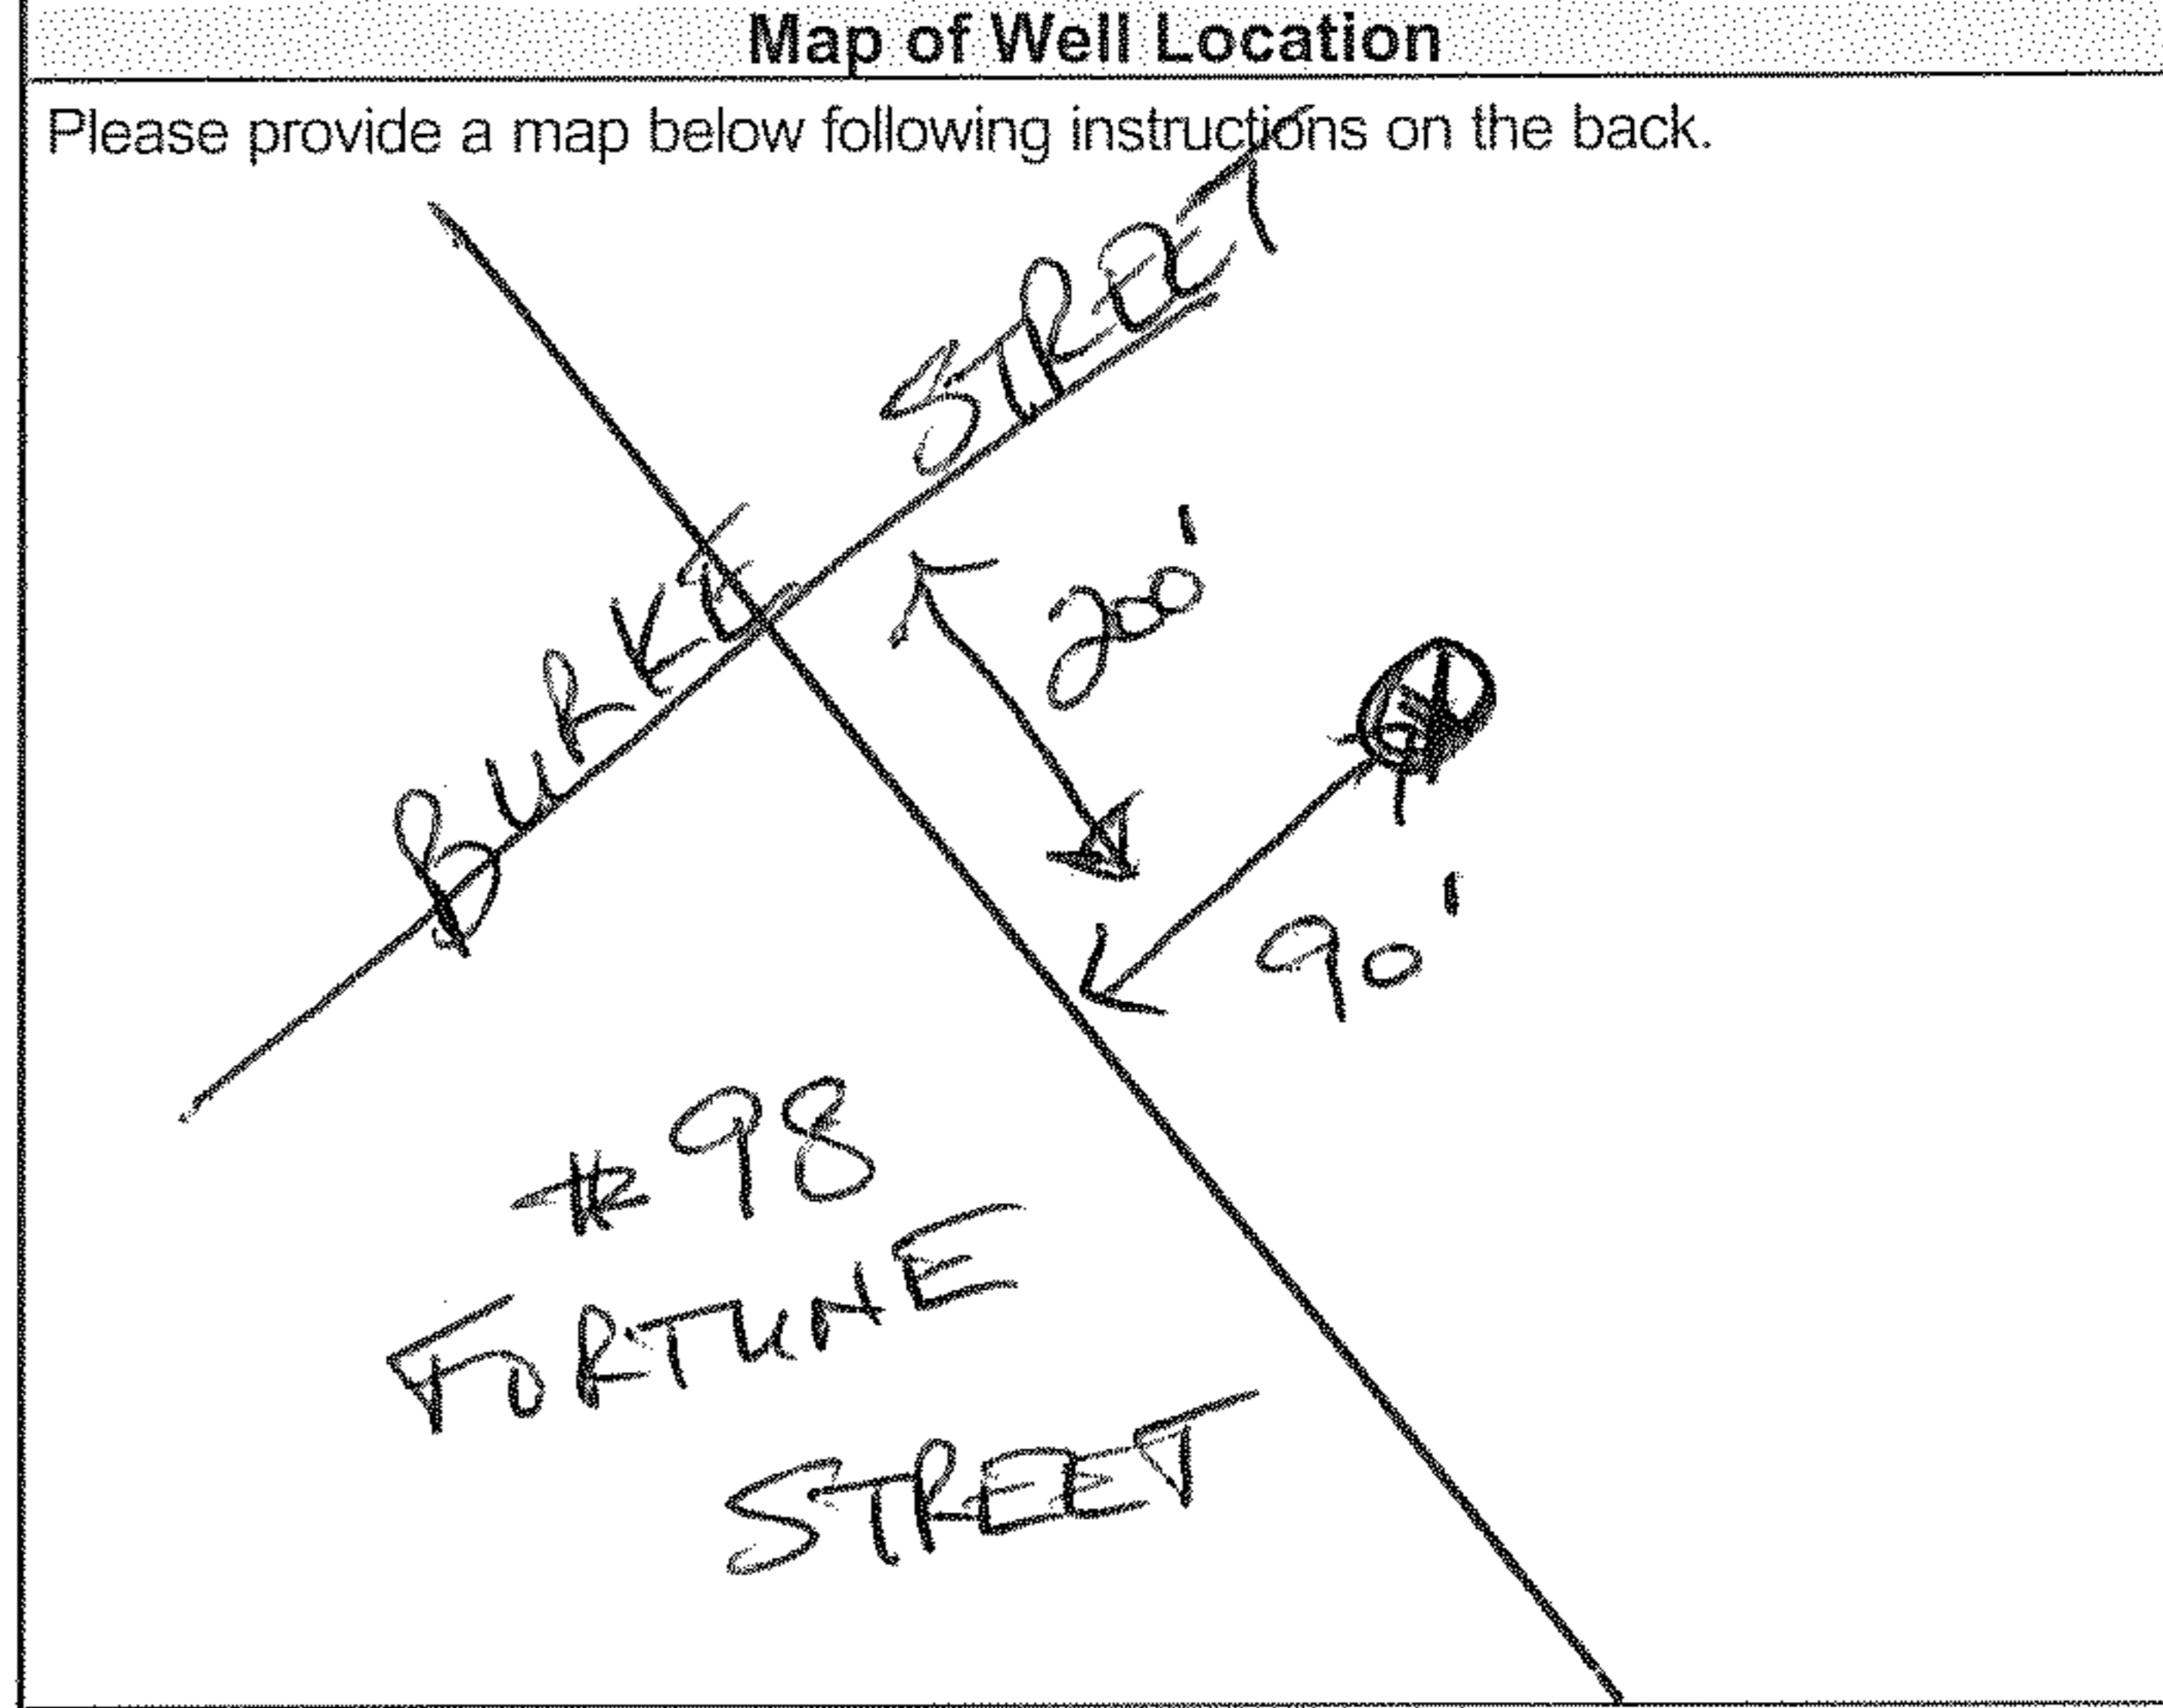 Map of Well Location
Please provide a map below following instructions on the back.
BURKE STREET
200'
90'
#98
FORTUNE
STREET